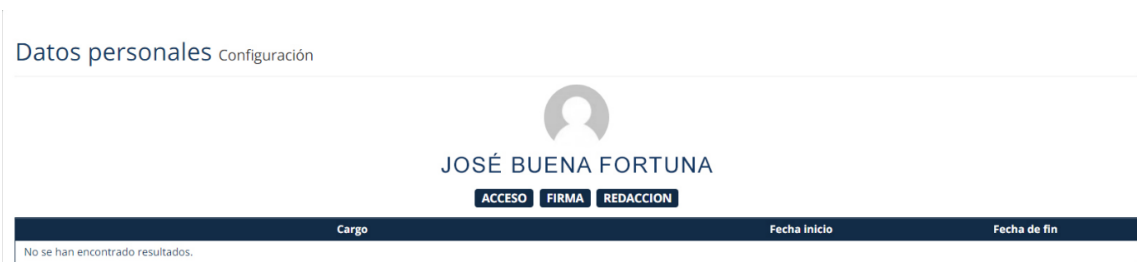 Datos personales Configuración
JOSÉ BUENA FORTUNA
ACCESO FIRMA REDACCION
Cargo Fecha inicio Fecha de fin
No se han encontrado resultados.